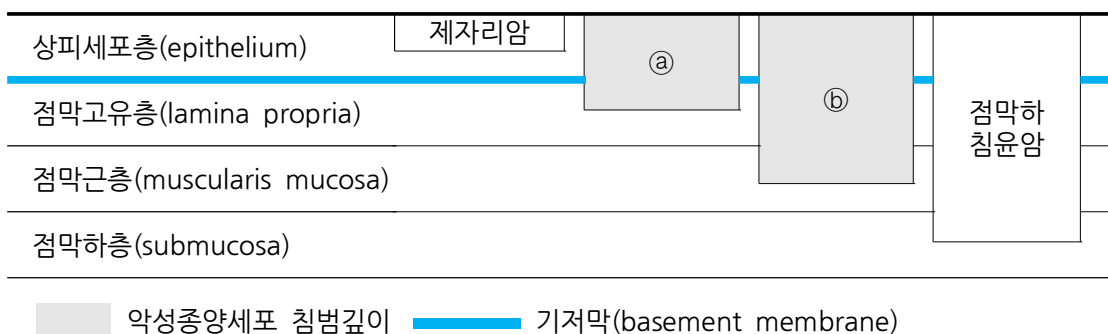 상피세포층(epithelium)
제자리암
ⓐ
ⓑ
점막고유층(lamina propria)
점막하
침윤암
점막근층(muscularis mucosa)
점막하층(submucosa)
악성종양세포 침범깊이
기저막(basement membrane)